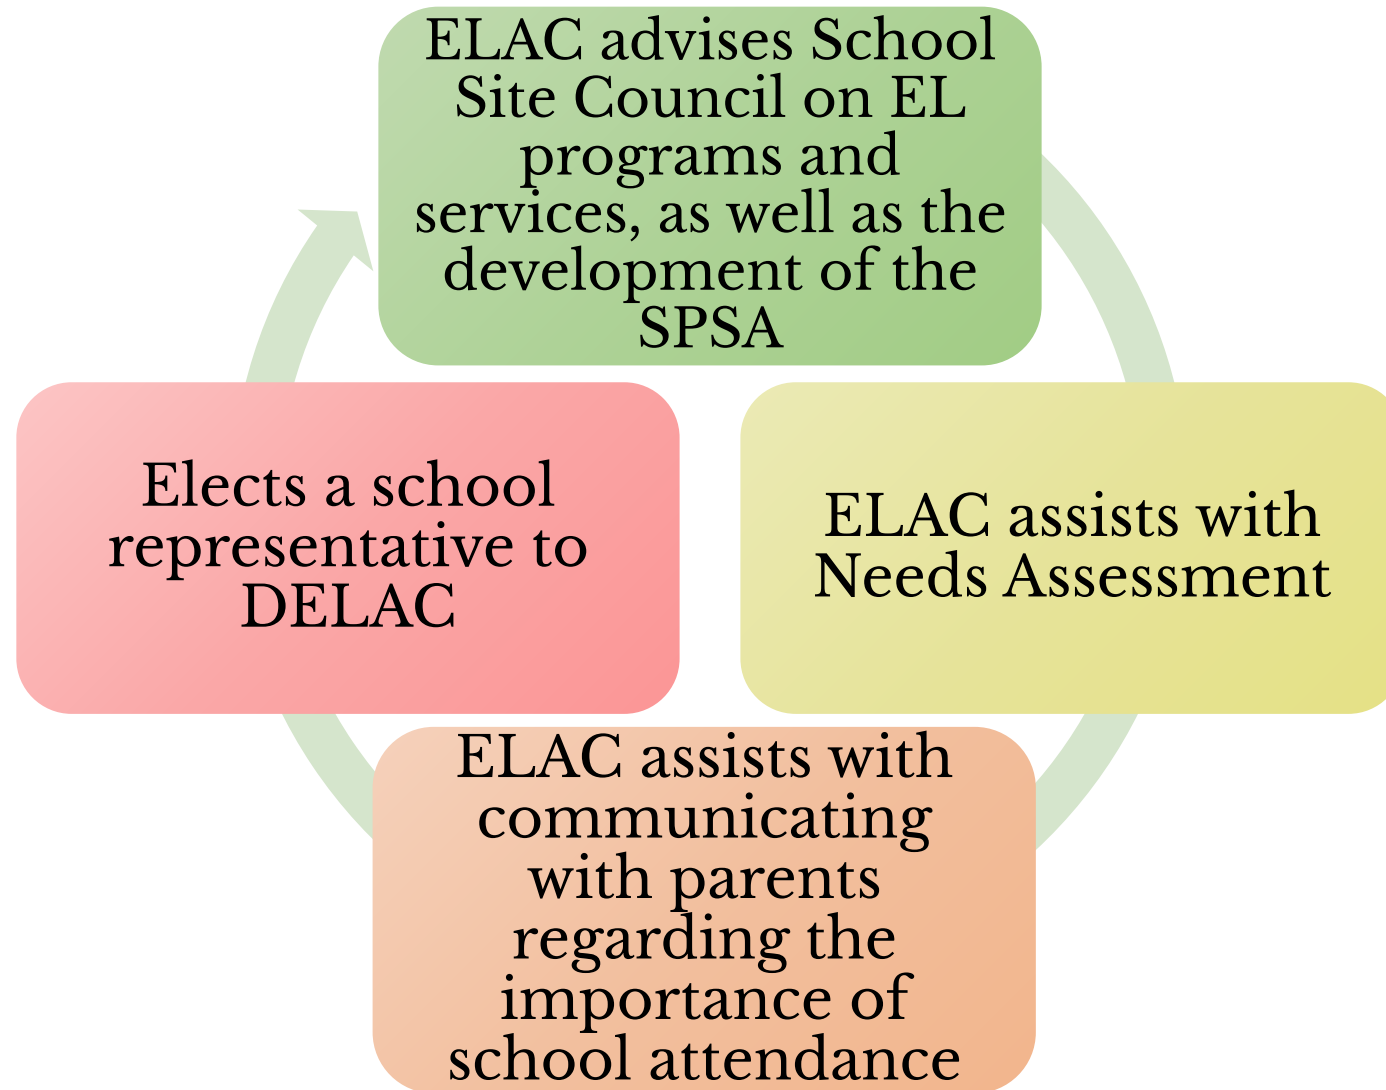 ELAC advises School
Site Council on EL
programs and
services, as well as the
development of the
SPSA
ELAC assists with
Needs Assessment
ELAC assists with
communicating
with parents
regarding the
importance of
school attendance
Elects a school
representative to
DELAC